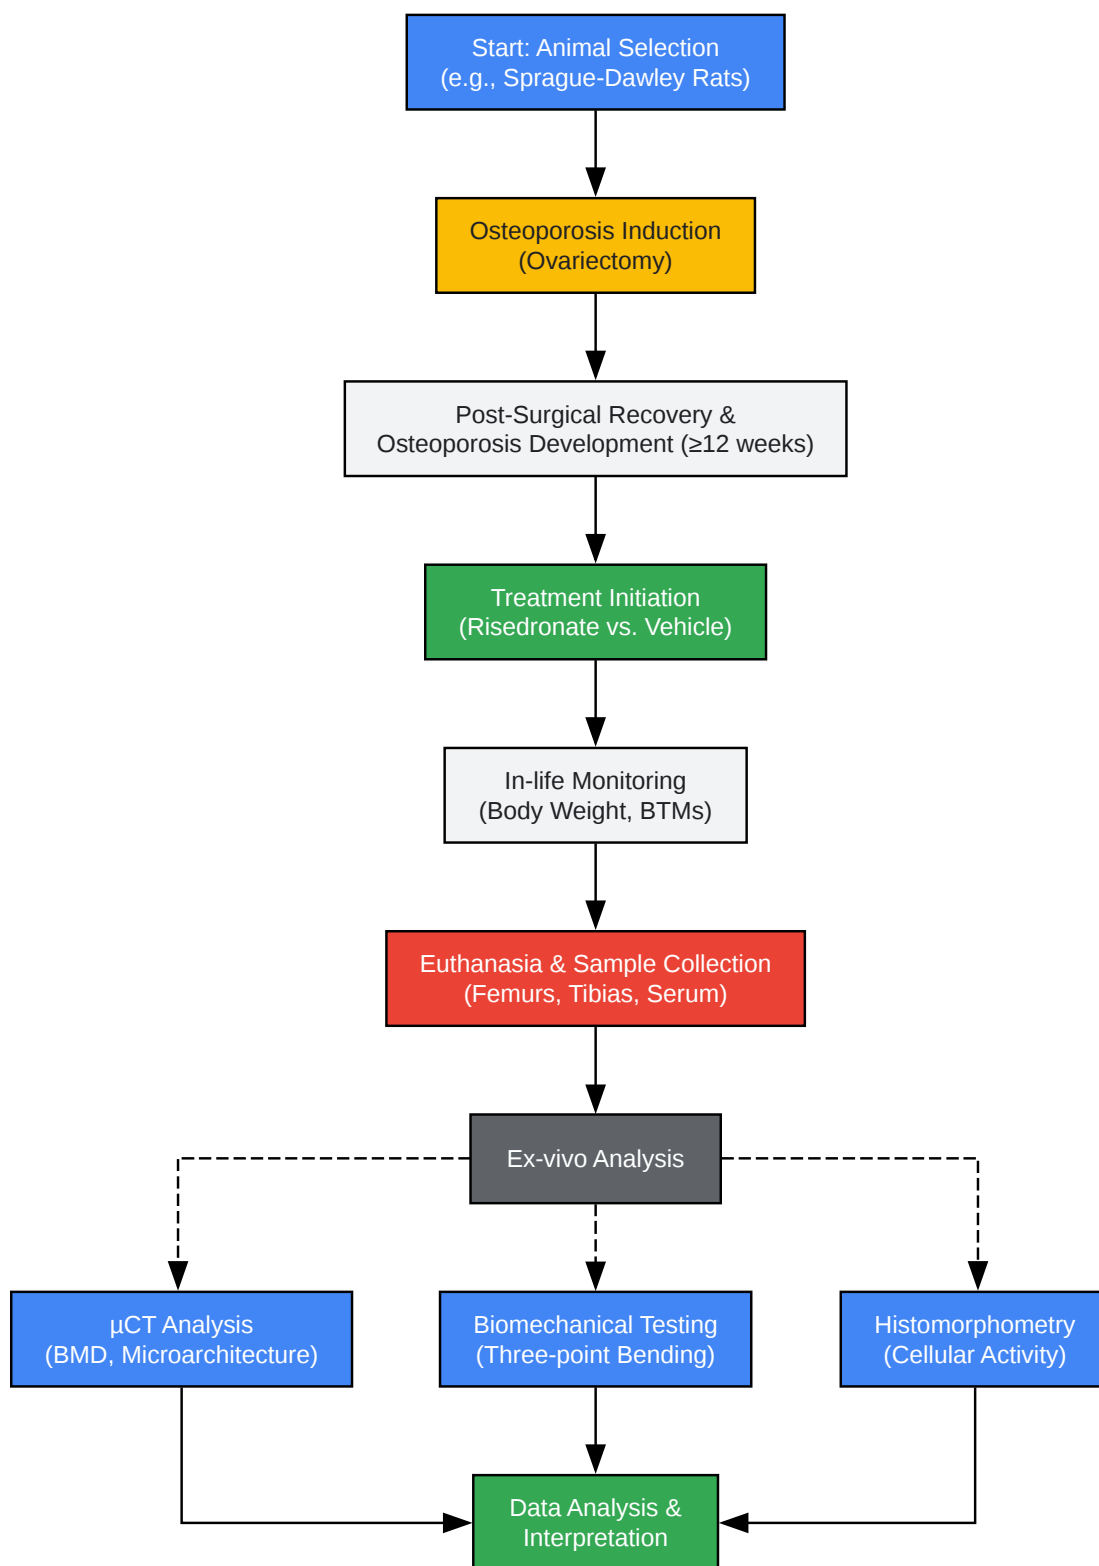 Start: Animal Selection
(e.g., Sprague-Dawley Rats)
Osteoporosis Induction
(Ovariectomy)
Post-Surgical Recovery &
Osteoporosis Development (≥12 weeks)
Treatment Initiation
(Risedronate vs. Vehicle)
In-life Monitoring
(Body Weight, BTMs)
Euthanasia & Sample Collection
(Femurs, Tibias, Serum)
Ex-vivo Analysis
µCT Analysis
(BMD, Microarchitecture)
Biomechanical Testing
(Three-point Bending)
Histomorphometry
(Cellular Activity)
Data Analysis &
Interpretation